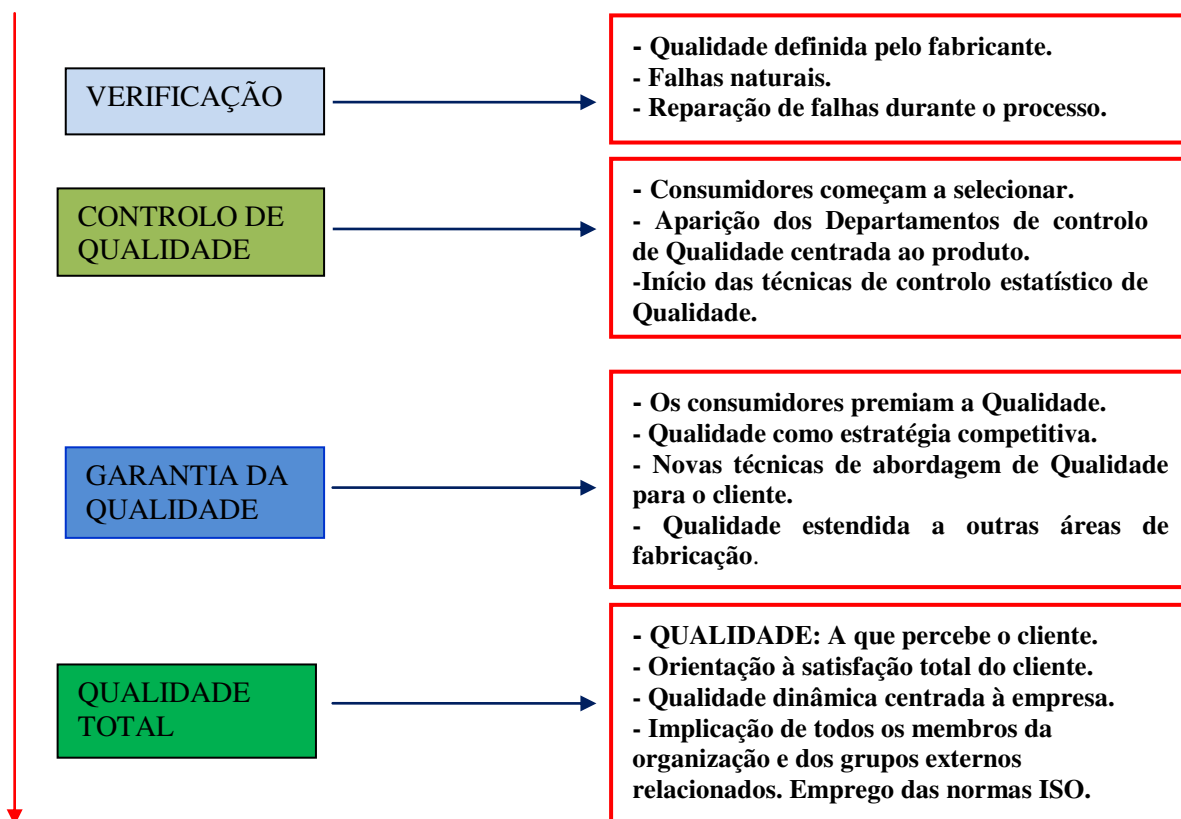 VERIFICAÇÃO
- Qualidade definida pelo fabricante.
- Falhas naturais.
- Reparação de falhas durante o processo.
CONTROLO DE
QUALIDADE
- Consumidores começam a selecionar.
- Aparição dos Departamentos de controlo
de Qualidade centrada ao produto.
-Início das técnicas de controlo estatístico de
Qualidade.
GARANTIA DA
QUALIDADE
- Os consumidores premiam a Qualidade.
- Qualidade como estratégia competitiva.
- Novas técnicas de abordagem de Qualidade
para o cliente.
- Qualidade estendida a outras áreas de
fabricação.
QUALIDADE
TOTAL
- QUALIDADE: A que percebe o cliente.
- Orientação à satisfação total do cliente.
- Qualidade dinâmica centrada à empresa.
- Implicação de todos os membros da
organização e dos grupos externos
relacionados. Emprego das normas ISO.